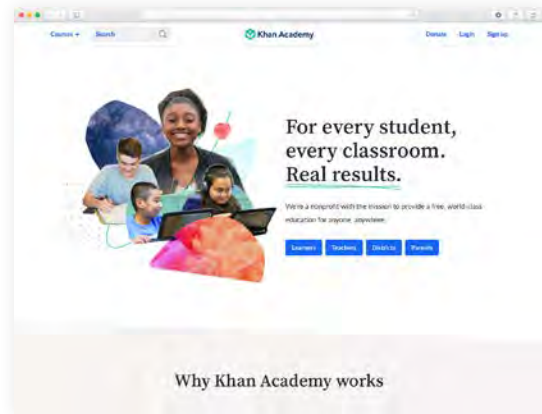 Courses
Search
Khan Academy
Donate
Login
Sign up
For every student,
every classroom.
Real results.
We're a nonprofit with the mission to provide a free, world-class
education for anyone, anywhere.
Learners
Teachers
Districts
Parents
Why Khan Academy works